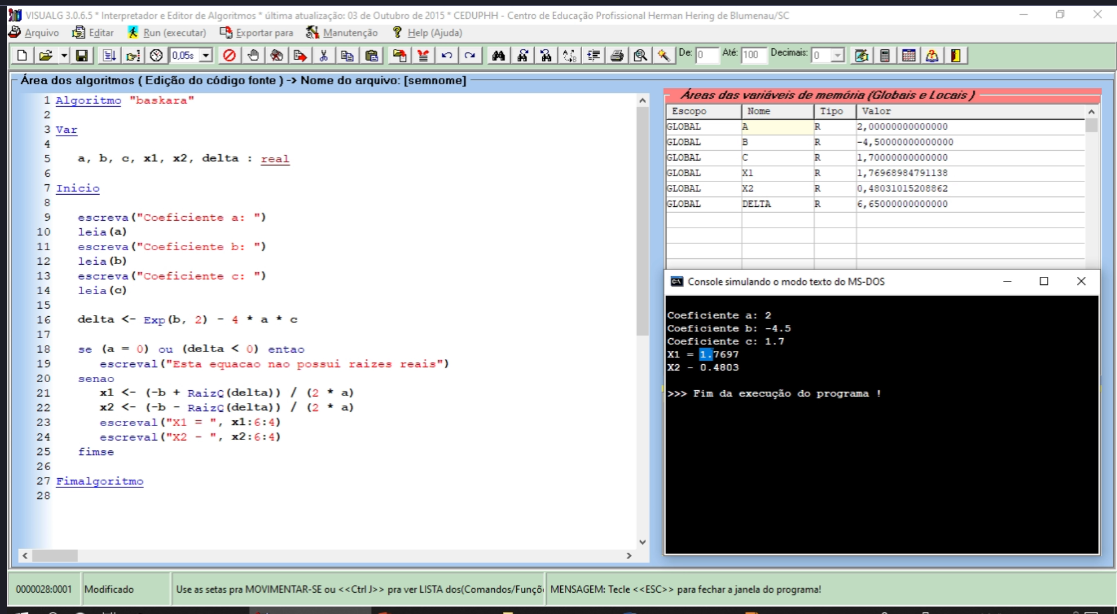 VISUALG 3.0.6.5 * Interpretador e Editor de Algoritmos * última atualização: 03 de Outubro de 2015 * CEDUPHH - Centro de Educação Profissional Herman Hering de Blumenau/SC
Arquivo Editar Run (executar) Exportar para Manutenção Help (Ajuda)
0,05s De: 0 Até: 100 Decimais: 0
Área dos algoritmos ( Edição do código fonte ) -> Nome do arquivo: [semnome]
1 Algoritmo "baskara"
2
3 Var
4
5 a, b, c, x1, x2, delta : real
6
7 Inicio
8
9 escreva("Coeficiente a: ")
10 leia(a)
11 escreva("Coeficiente b: ")
12 leia(b)
13 escreva("Coeficiente c: ")
14 leia(c)
15
16 delta <- Exp(b, 2) - 4 * a * c
17
18 se (a = 0) ou (delta < 0) entao
19 escreval("Esta equacao nao possui raizes reais")
20 senao
21 x1 <- (-b + RaizQ(delta)) / (2 * a)
22 x2 <- (-b - RaizQ(delta)) / (2 * a)
23 escreval("X1 = ", x1:6:4)
24 escreval("X2 - ", x2:6:4)
25 fimse
26
27 Fimalgoritmo
28
Áreas das variáveis de memória (Globais e Locais )
Escopo Nome Tipo Valor
GLOBAL A R 2,00000000000000
GLOBAL B R -4,50000000000000
GLOBAL C R 1,70000000000000
GLOBAL X1 R 1,76968984791138
GLOBAL X2 R 0,48031015208862
GLOBAL DELTA R 6,65000000000000
Console simulando o modo texto do MS-DOS
Coeficiente a: 2
Coeficiente b: -4.5
Coeficiente c: 1.7
X1 = 1.7697
X2 - 0.4803
>>> Fim da execução do programa !
0000028:0001 Modificado Use as setas pra MOVIMENTAR-SE ou <<Ctrl J>> pra ver LISTA dos(Comandos/Funçõ MENSAGEM: Tecle <<ESC>> para fechar a janela do programa!